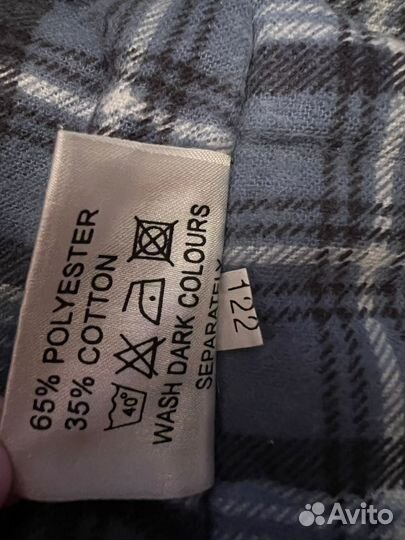 65% POLYESTER
35% COTTON
40°
WASH DARK COLOURS
SEPARATELY
122
Avito